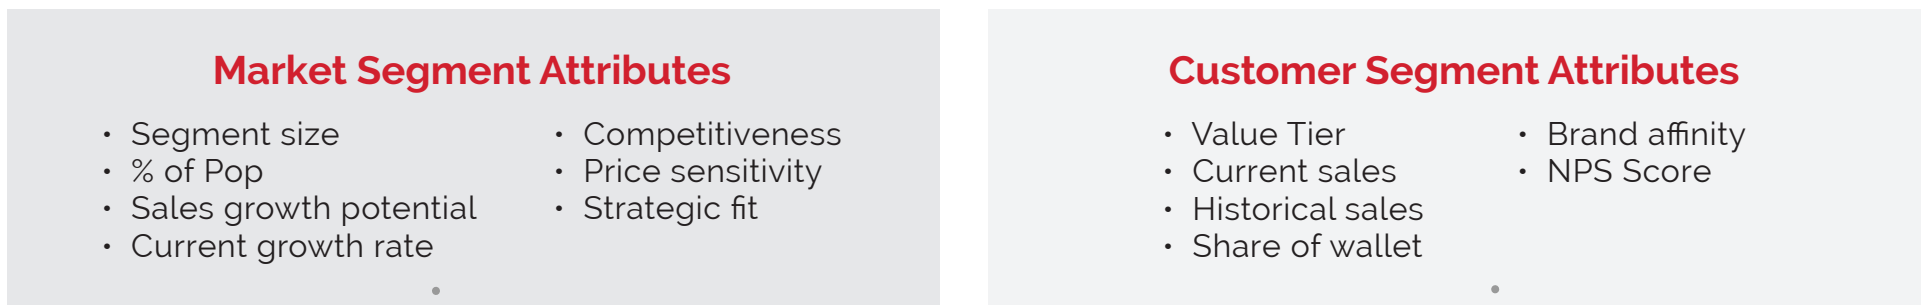 Market Segment Attributes
• Segment size
• % of Pop
• Sales growth potential
• Current growth rate
• Competitiveness
• Price sensitivity
• Strategic fit
Customer Segment Attributes
• Value Tier
• Current sales
• Historical sales
• Share of wallet
• Brand affinity
• NPS Score